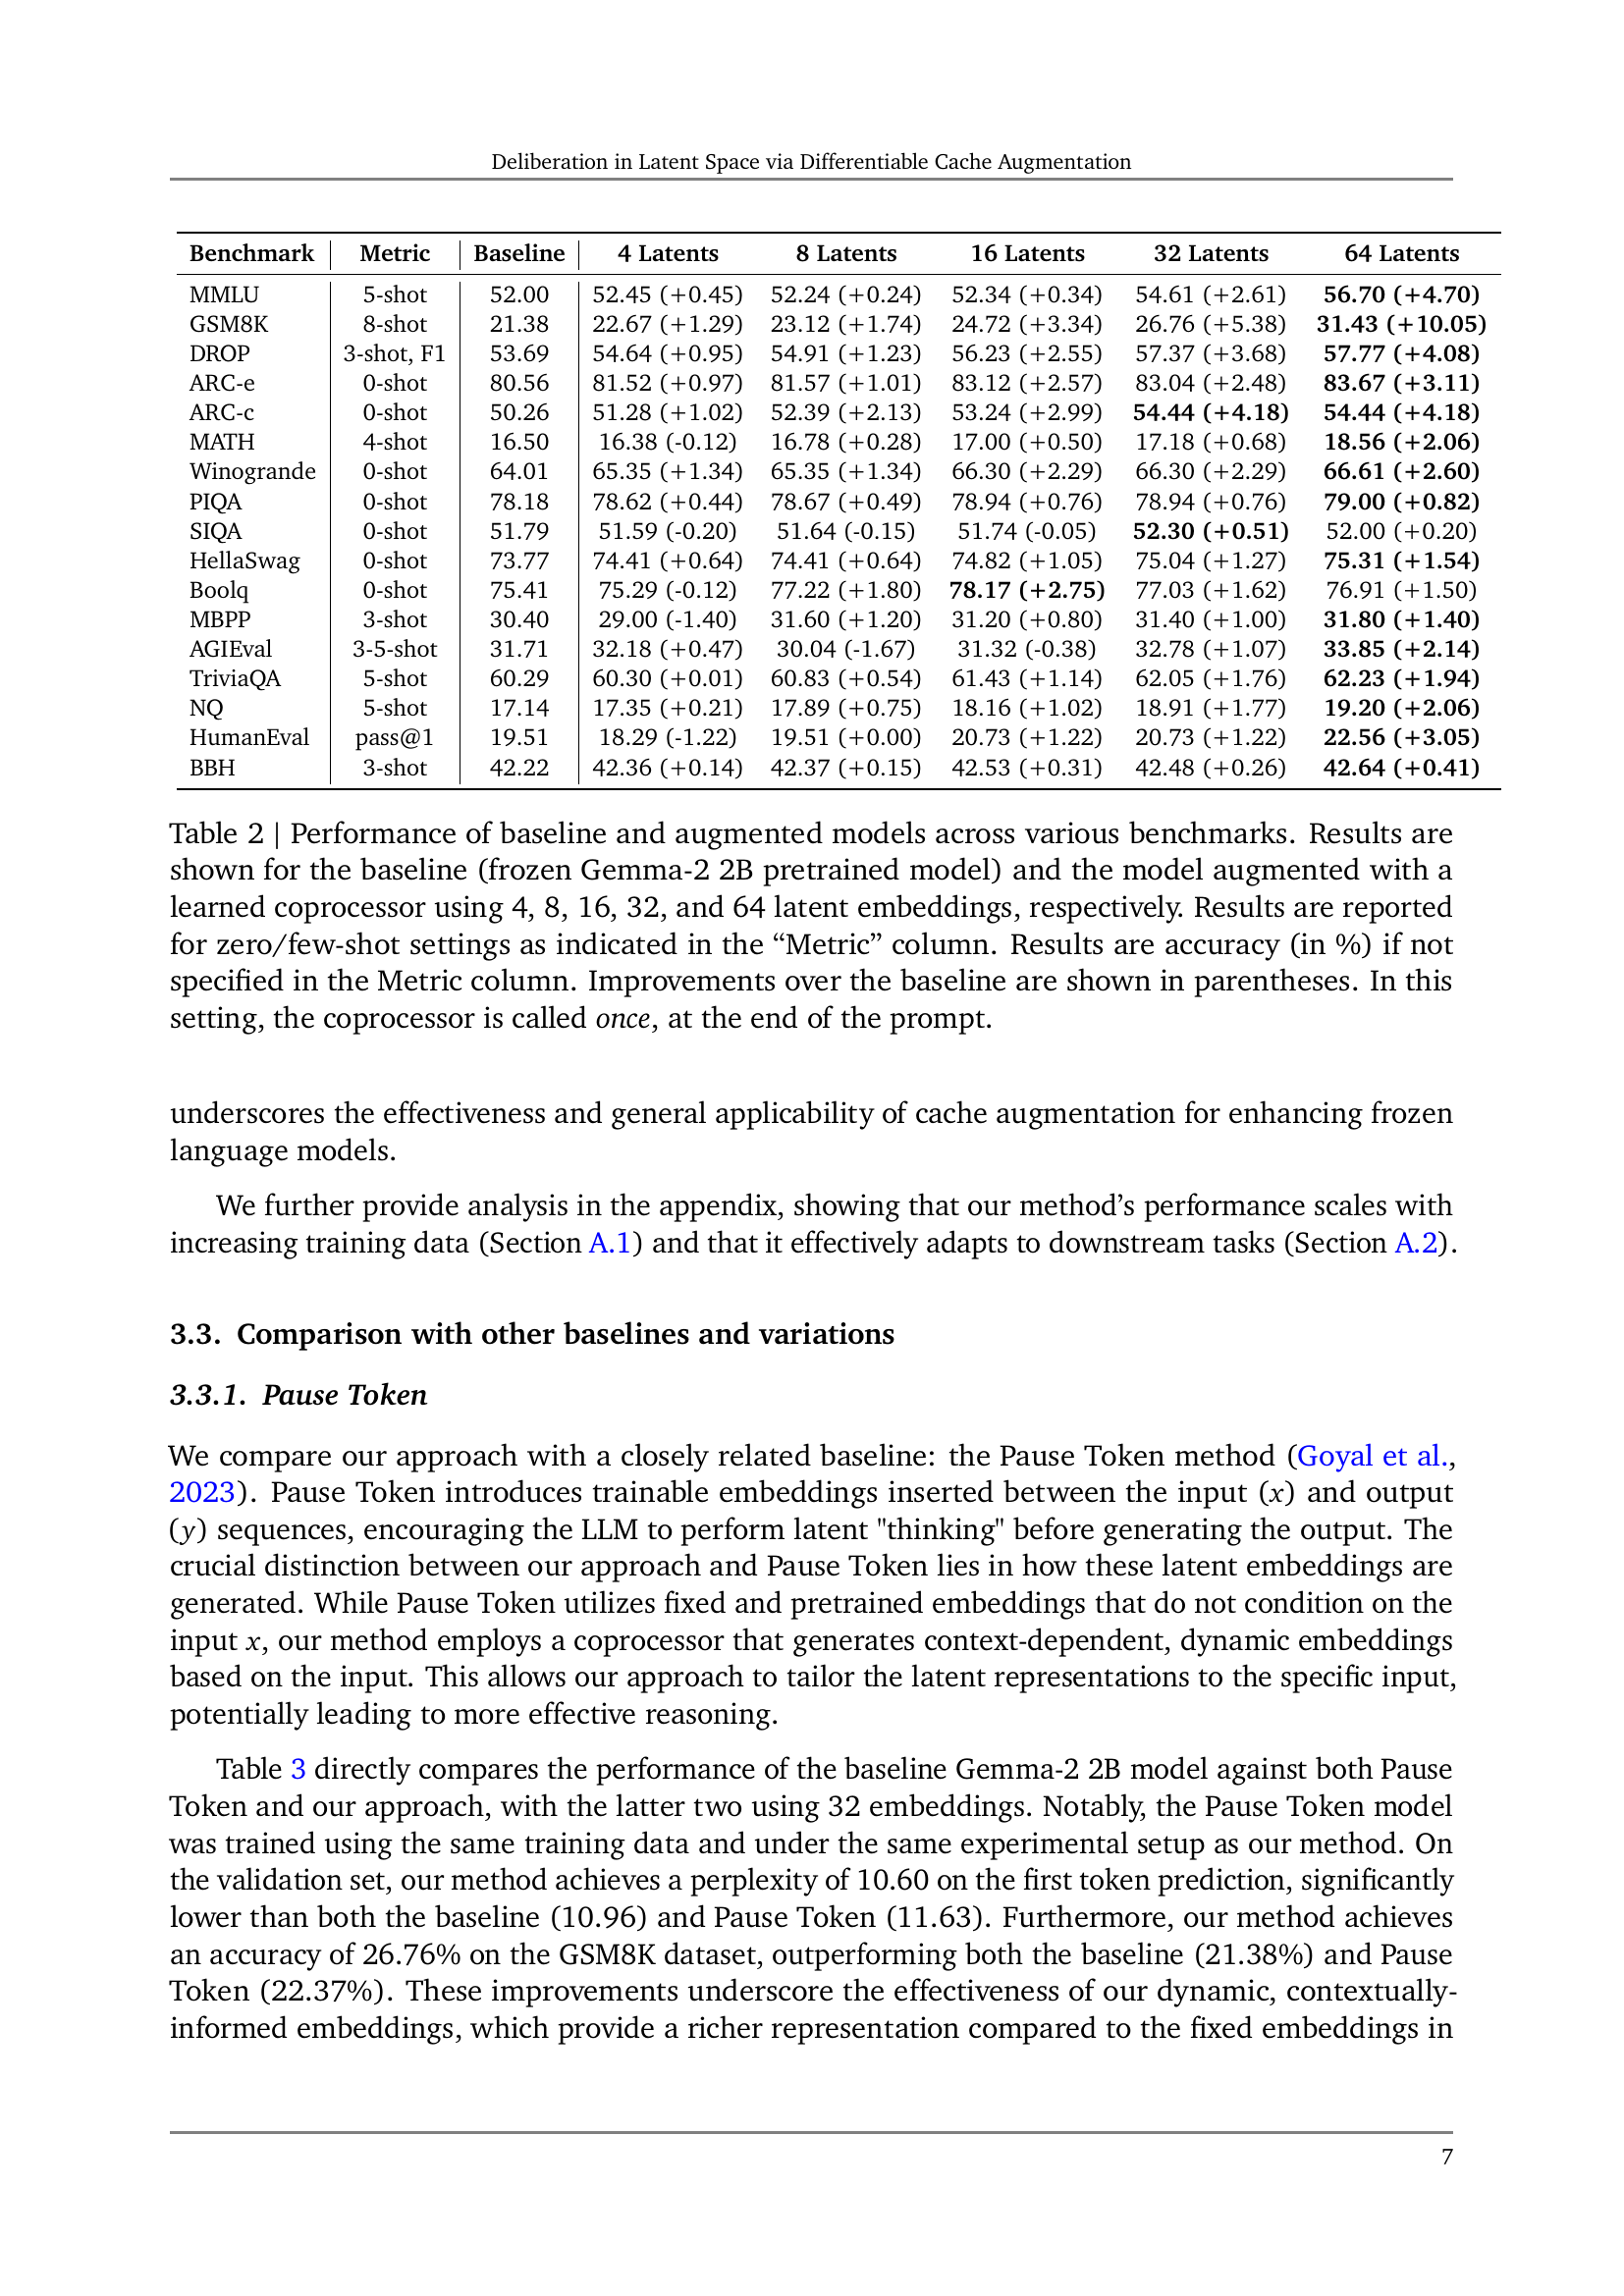 Deliberation in Latent Space via Differentiable Cache Augmentation
Benchmark Metric Baseline 4 Latents 8 Latents 16 Latents 32 Latents 64 Latents
MMLU 5-shot 52.00 52.45 (+0.45) 52.24 (+0.24) 52.34 (+0.34) 54.61 (+2.61) 56.70 (+4.70)
GSM8K 8-shot 21.38 22.67 (+1.29) 23.12 (+1.74) 24.72 (+3.34) 26.76 (+5.38) 31.43 (+10.05)
DROP 3-shot, F1 53.69 54.64 (+0.95) 54.91 (+1.23) 56.23 (+2.55) 57.37 (+3.68) 57.77 (+4.08)
ARC-e 0-shot 80.56 81.52 (+0.97) 81.57 (+1.01) 83.12 (+2.57) 83.04 (+2.48) 83.67 (+3.11)
ARC-c 0-shot 50.26 51.28 (+1.02) 52.39 (+2.13) 53.24 (+2.99) 54.44 (+4.18) 54.44 (+4.18)
MATH 4-shot 16.50 16.38 (-0.12) 16.78 (+0.28) 17.00 (+0.50) 17.18 (+0.68) 18.56 (+2.06)
Winogrande 0-shot 64.01 65.35 (+1.34) 65.35 (+1.34) 66.30 (+2.29) 66.30 (+2.29) 66.61 (+2.60)
PIQA 0-shot 78.18 78.62 (+0.44) 78.67 (+0.49) 78.94 (+0.76) 78.94 (+0.76) 79.00 (+0.82)
SIQA 0-shot 51.79 51.59 (-0.20) 51.64 (-0.15) 51.74 (-0.05) 52.30 (+0.51) 52.00 (+0.20)
HellaSwag 0-shot 73.77 74.41 (+0.64) 74.41 (+0.64) 74.82 (+1.05) 75.04 (+1.27) 75.31 (+1.54)
Boolq 0-shot 75.41 75.29 (-0.12) 77.22 (+1.80) 78.17 (+2.75) 77.03 (+1.62) 76.91 (+1.50)
MBPP 3-shot 30.40 29.00 (-1.40) 31.60 (+1.20) 31.20 (+0.80) 31.40 (+1.00) 31.80 (+1.40)
AGIEval 3-5-shot 31.71 32.18 (+0.47) 30.04 (-1.67) 31.32 (-0.38) 32.78 (+1.07) 33.85 (+2.14)
TriviaQA 5-shot 60.29 60.30 (+0.01) 60.83 (+0.54) 61.43 (+1.14) 62.05 (+1.76) 62.23 (+1.94)
NQ 5-shot 17.14 17.35 (+0.21) 17.89 (+0.75) 18.16 (+1.02) 18.91 (+1.77) 19.20 (+2.06)
HumanEval pass@1 19.51 18.29 (-1.22) 19.51 (+0.00) 20.73 (+1.22) 20.73 (+1.22) 22.56 (+3.05)
BBH 3-shot 42.22 42.36 (+0.14) 42.37 (+0.15) 42.53 (+0.31) 42.48 (+0.26) 42.64 (+0.41)
Table 2 | Performance of baseline and augmented models across various benchmarks. Results are
shown for the baseline (frozen Gemma-2 2B pretrained model) and the model augmented with a
learned coprocessor using 4, 8, 16, 32, and 64 latent embeddings, respectively. Results are reported
for zero/few-shot settings as indicated in the “Metric” column. Results are accuracy (in %) if not
specified in the Metric column. Improvements over the baseline are shown in parentheses. In this
setting, the coprocessor is called once, at the end of the prompt.
underscores the effectiveness and general applicability of cache augmentation for enhancing frozen
language models.
We further provide analysis in the appendix, showing that our method’s performance scales with
increasing training data (Section A.1) and that it effectively adapts to downstream tasks (Section A.2).
3.3. Comparison with other baselines and variations
3.3.1. Pause Token
We compare our approach with a closely related baseline: the Pause Token method (Goyal et al.,
2023). Pause Token introduces trainable embeddings inserted between the input (x) and output
(y) sequences, encouraging the LLM to perform latent "thinking" before generating the output. The
crucial distinction between our approach and Pause Token lies in how these latent embeddings are
generated. While Pause Token utilizes fixed and pretrained embeddings that do not condition on the
input x, our method employs a coprocessor that generates context-dependent, dynamic embeddings
based on the input. This allows our approach to tailor the latent representations to the specific input,
potentially leading to more effective reasoning.
Table 3 directly compares the performance of the baseline Gemma-2 2B model against both Pause
Token and our approach, with the latter two using 32 embeddings. Notably, the Pause Token model
was trained using the same training data and under the same experimental setup as our method. On
the validation set, our method achieves a perplexity of 10.60 on the first token prediction, significantly
lower than both the baseline (10.96) and Pause Token (11.63). Furthermore, our method achieves
an accuracy of 26.76% on the GSM8K dataset, outperforming both the baseline (21.38%) and Pause
Token (22.37%). These improvements underscore the effectiveness of our dynamic, contextually-
informed embeddings, which provide a richer representation compared to the fixed embeddings in
7